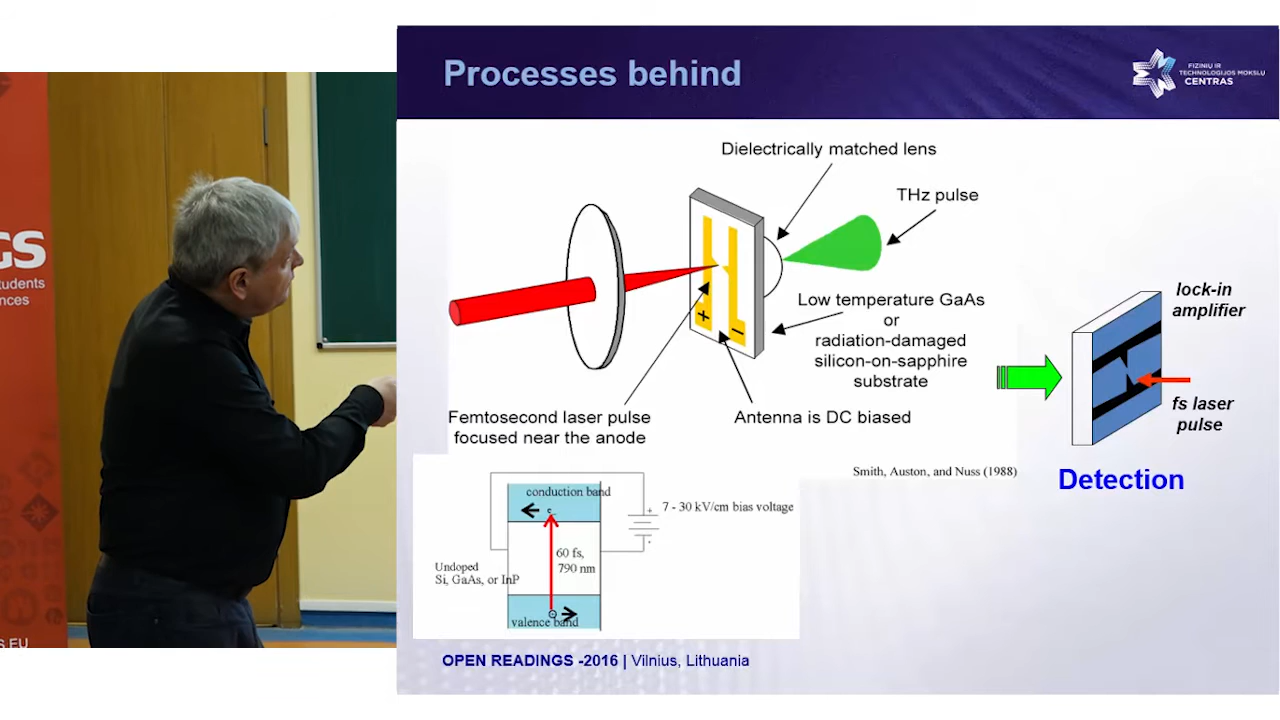 Processes behind
FIZINIŲ IR
TECHNOLOGIJOS MOKSLŲ
CENTRAS
Dielectrically matched lens
THz pulse
+
–
Low temperature GaAs
or
radiation-damaged
silicon-on-sapphire
substrate
Femtosecond laser pulse
focused near the anode
Antenna is DC biased
Smith, Auston, and Nuss (1988)
lock-in
amplifier
fs laser
pulse
Detection
conduction band
e-
+
-
7 - 30 kV/cm bias voltage
60 fs,
790 nm
Undoped
Si, GaAs, or InP
+
valence band
OPEN READINGS -2016 | Vilnius, Lithuania
GS
tudents
ences
S.EU